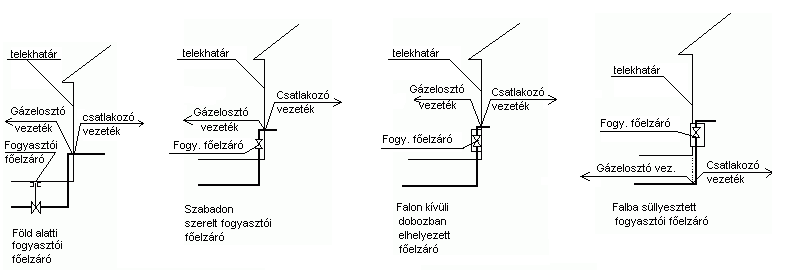 telekhatár
Gázelosztó
vezeték
csatlakozó
vezeték
Fogyasztói
főelzáró
Föld alatti
fogyasztói
főelzáró
telekhatár
Csatlakozó
vezeték
Gázelosztó
vezeték
Fogy. főelzáró
Szabadon
szerelt fogyasztói
főelzáró
telekhatár
Gázelosztó
vezeték
Csatlakozó
vezeték
Fogy. főelzáró
Falon kívüli
dobozban
elhelyezett
főelzáró
telekhatár
Fogy. főelzáró
Gázelosztó vez.
Csatlakozó
vezeték
Falba süllyesztett
fogyasztói főelzáró